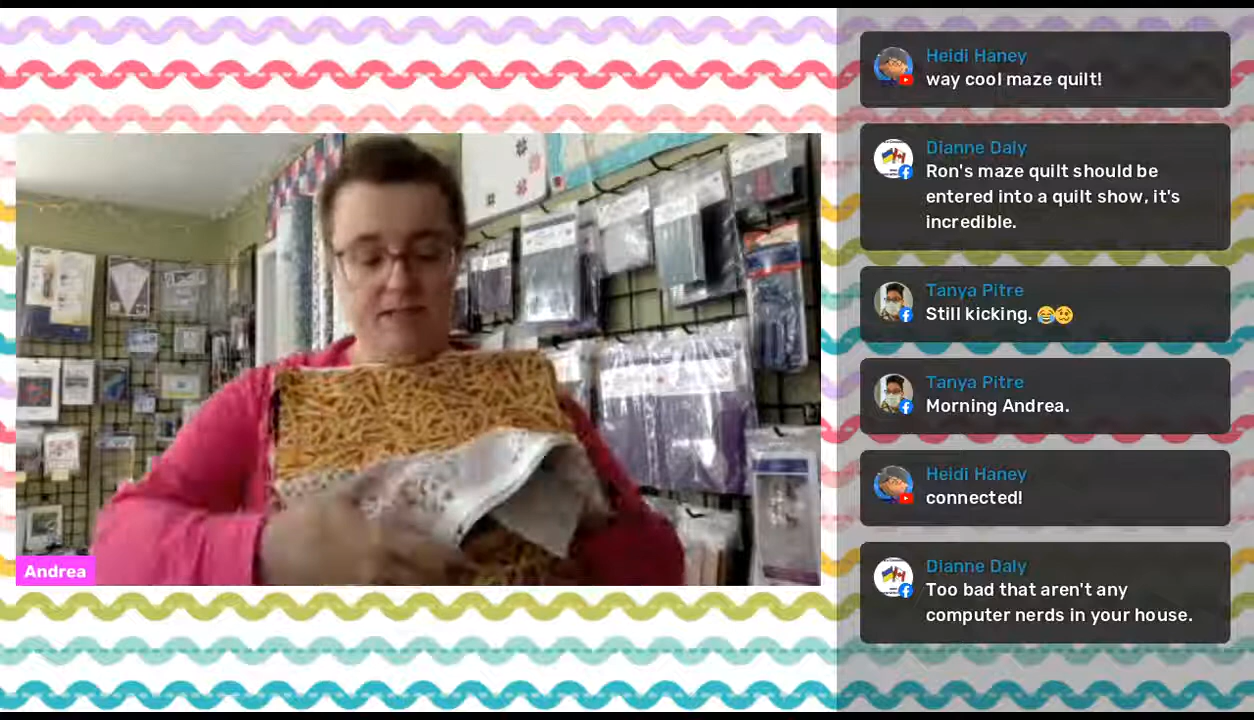 Heidi Haney
way cool maze quilt!
Dianne Daly
Ron's maze quilt should be
entered into a quilt show, it's
incredible.
Tanya Pitre
Still kicking. 😂🥴
Tanya Pitre
Morning Andrea.
Heidi Haney
connected!
Dianne Daly
Too bad that aren't any
computer nerds in your house.
Andrea